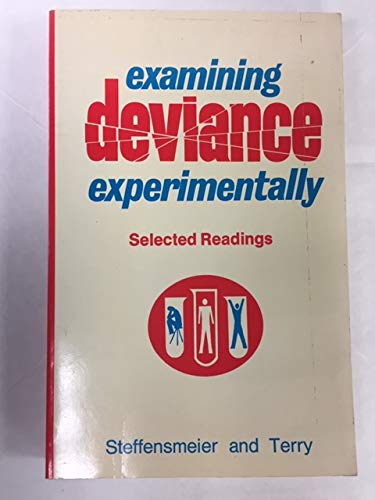 examining
deviance
experimentally
Selected Readings
Steffensmeier and Terry